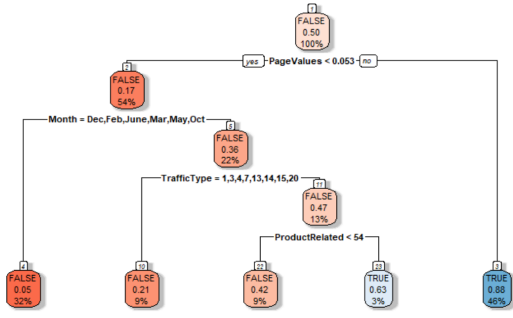 1
FALSE
0.50
100%
yes PageValues < 0.053 no
2
FALSE
0.17
54%
Month = Dec,Feb,June,Mar,May,Oct
5
FALSE
0.36
22%
TrafficType = 1,3,4,7,13,14,15,20
11
FALSE
0.47
13%
ProductRelated < 54
4
FALSE
0.05
32%
10
FALSE
0.21
9%
22
FALSE
0.42
9%
23
TRUE
0.63
3%
3
TRUE
0.88
46%